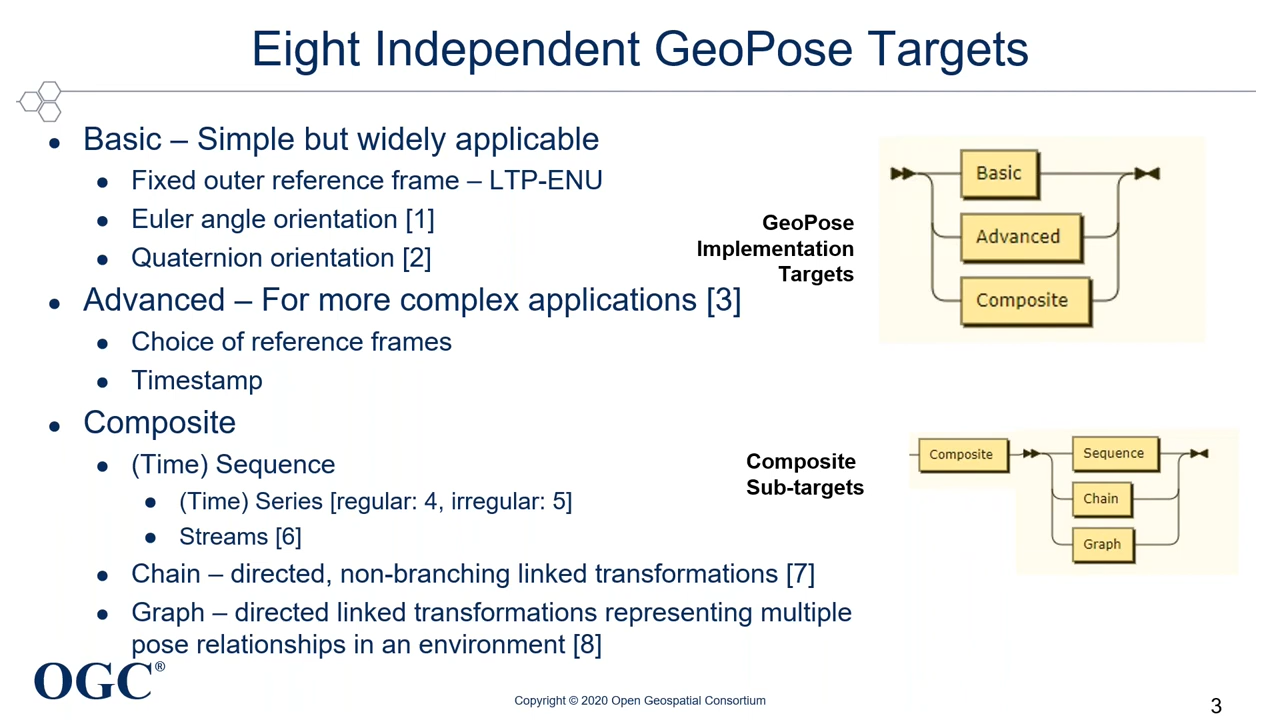 Eight Independent GeoPose Targets
● Basic – Simple but widely applicable
● Fixed outer reference frame – LTP-ENU
● Euler angle orientation [1]
● Quaternion orientation [2]
● Advanced – For more complex applications [3]
● Choice of reference frames
● Timestamp
● Composite
● (Time) Sequence
● (Time) Series [regular: 4, irregular: 5]
● Streams [6]
● Chain – directed, non-branching linked transformations [7]
● Graph – directed linked transformations representing multiple
pose relationships in an environment [8]
GeoPose
Implementation
Targets
Basic
Advanced
Composite
Composite
Sub-targets
Composite
Sequence
Chain
Graph
OGC®
Copyright © 2020 Open Geospatial Consortium
3